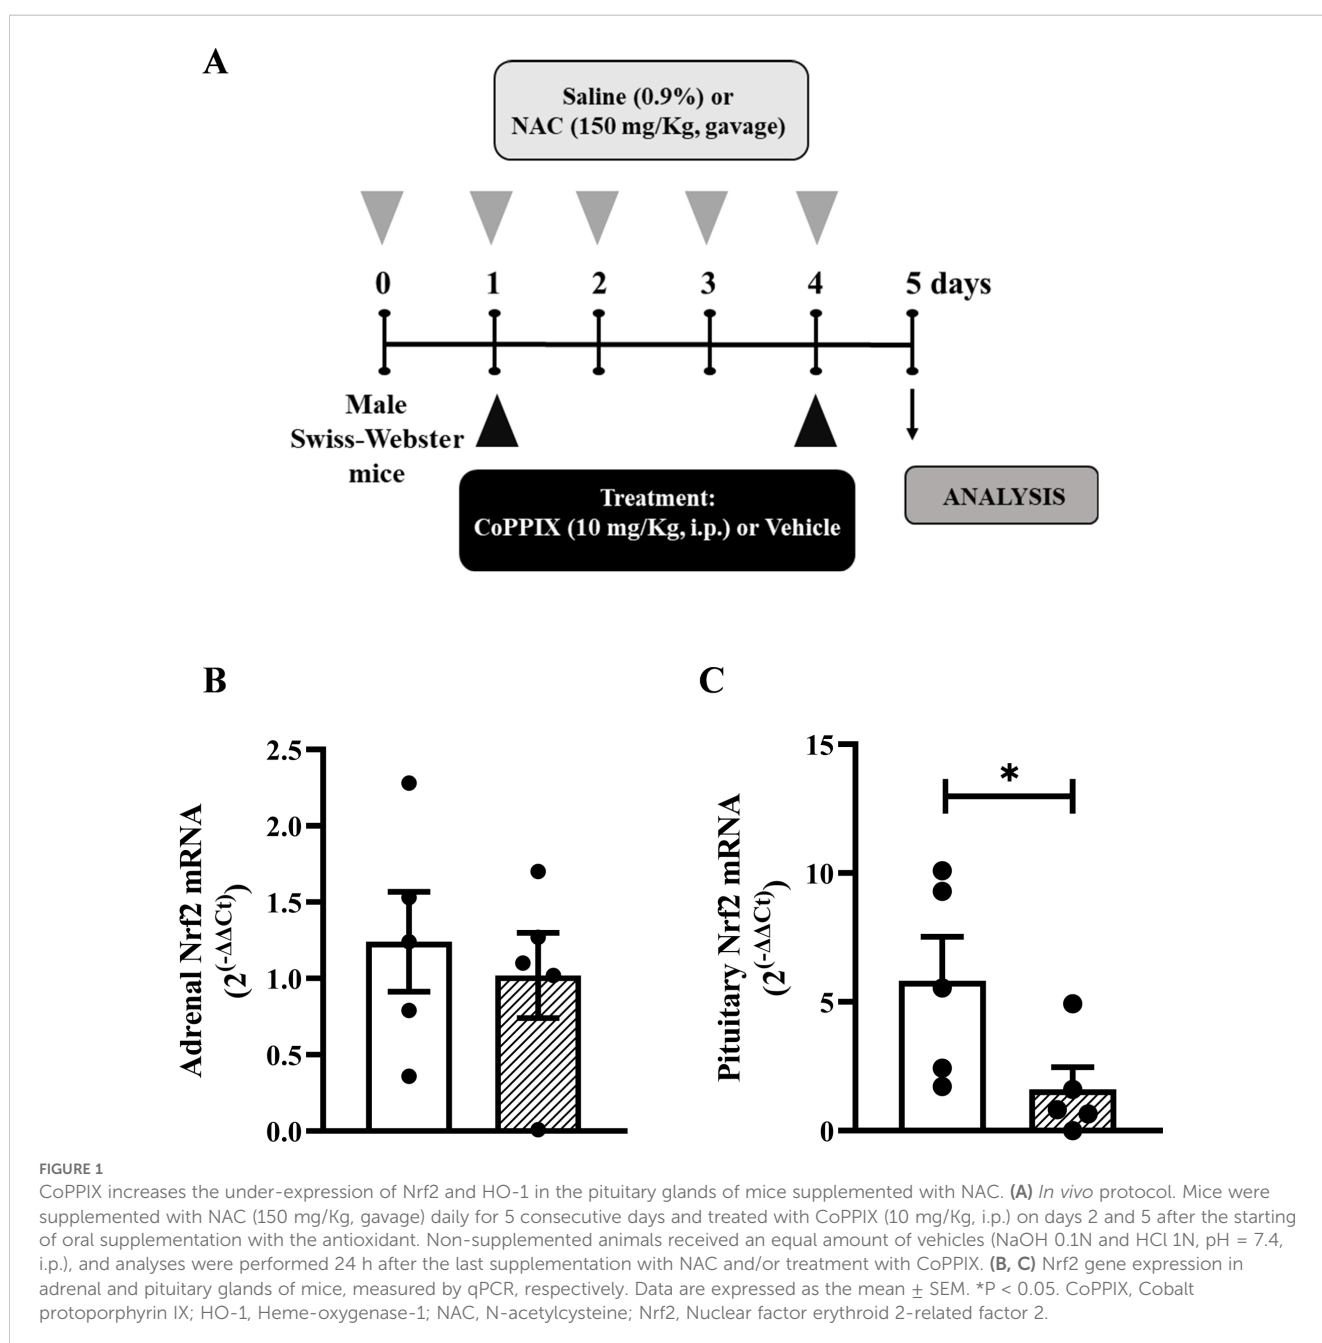 A
Saline (0.9%) or
NAC (150 mg/Kg, gavage)
0 1 2 3 4 5 days
Male
Swiss-Webster
mice
Treatment:
CoPPIX (10 mg/Kg, i.p.) or Vehicle
ANALYSIS
B
Adrenal Nrf2 mRNA
(2(-ΔΔCt))
2.5
2.0
1.5
1.0
0.5
0.0
C
Pituitary Nrf2 mRNA
(2(-ΔΔCt))
15
10
5
0
*
FIGURE 1
CoPPIX increases the under-expression of Nrf2 and HO-1 in the pituitary glands of mice supplemented with NAC. (A) In vivo protocol. Mice were
supplemented with NAC (150 mg/Kg, gavage) daily for 5 consecutive days and treated with CoPPIX (10 mg/Kg, i.p.) on days 2 and 5 after the starting
of oral supplementation with the antioxidant. Non-supplemented animals received an equal amount of vehicles (NaOH 0.1N and HCl 1N, pH = 7.4,
i.p.), and analyses were performed 24 h after the last supplementation with NAC and/or treatment with CoPPIX. (B, C) Nrf2 gene expression in
adrenal and pituitary glands of mice, measured by qPCR, respectively. Data are expressed as the mean ± SEM. *P < 0.05. CoPPIX, Cobalt
protoporphyrin IX; HO-1, Heme-oxygenase-1; NAC, N-acetylcysteine; Nrf2, Nuclear factor erythroid 2-related factor 2.